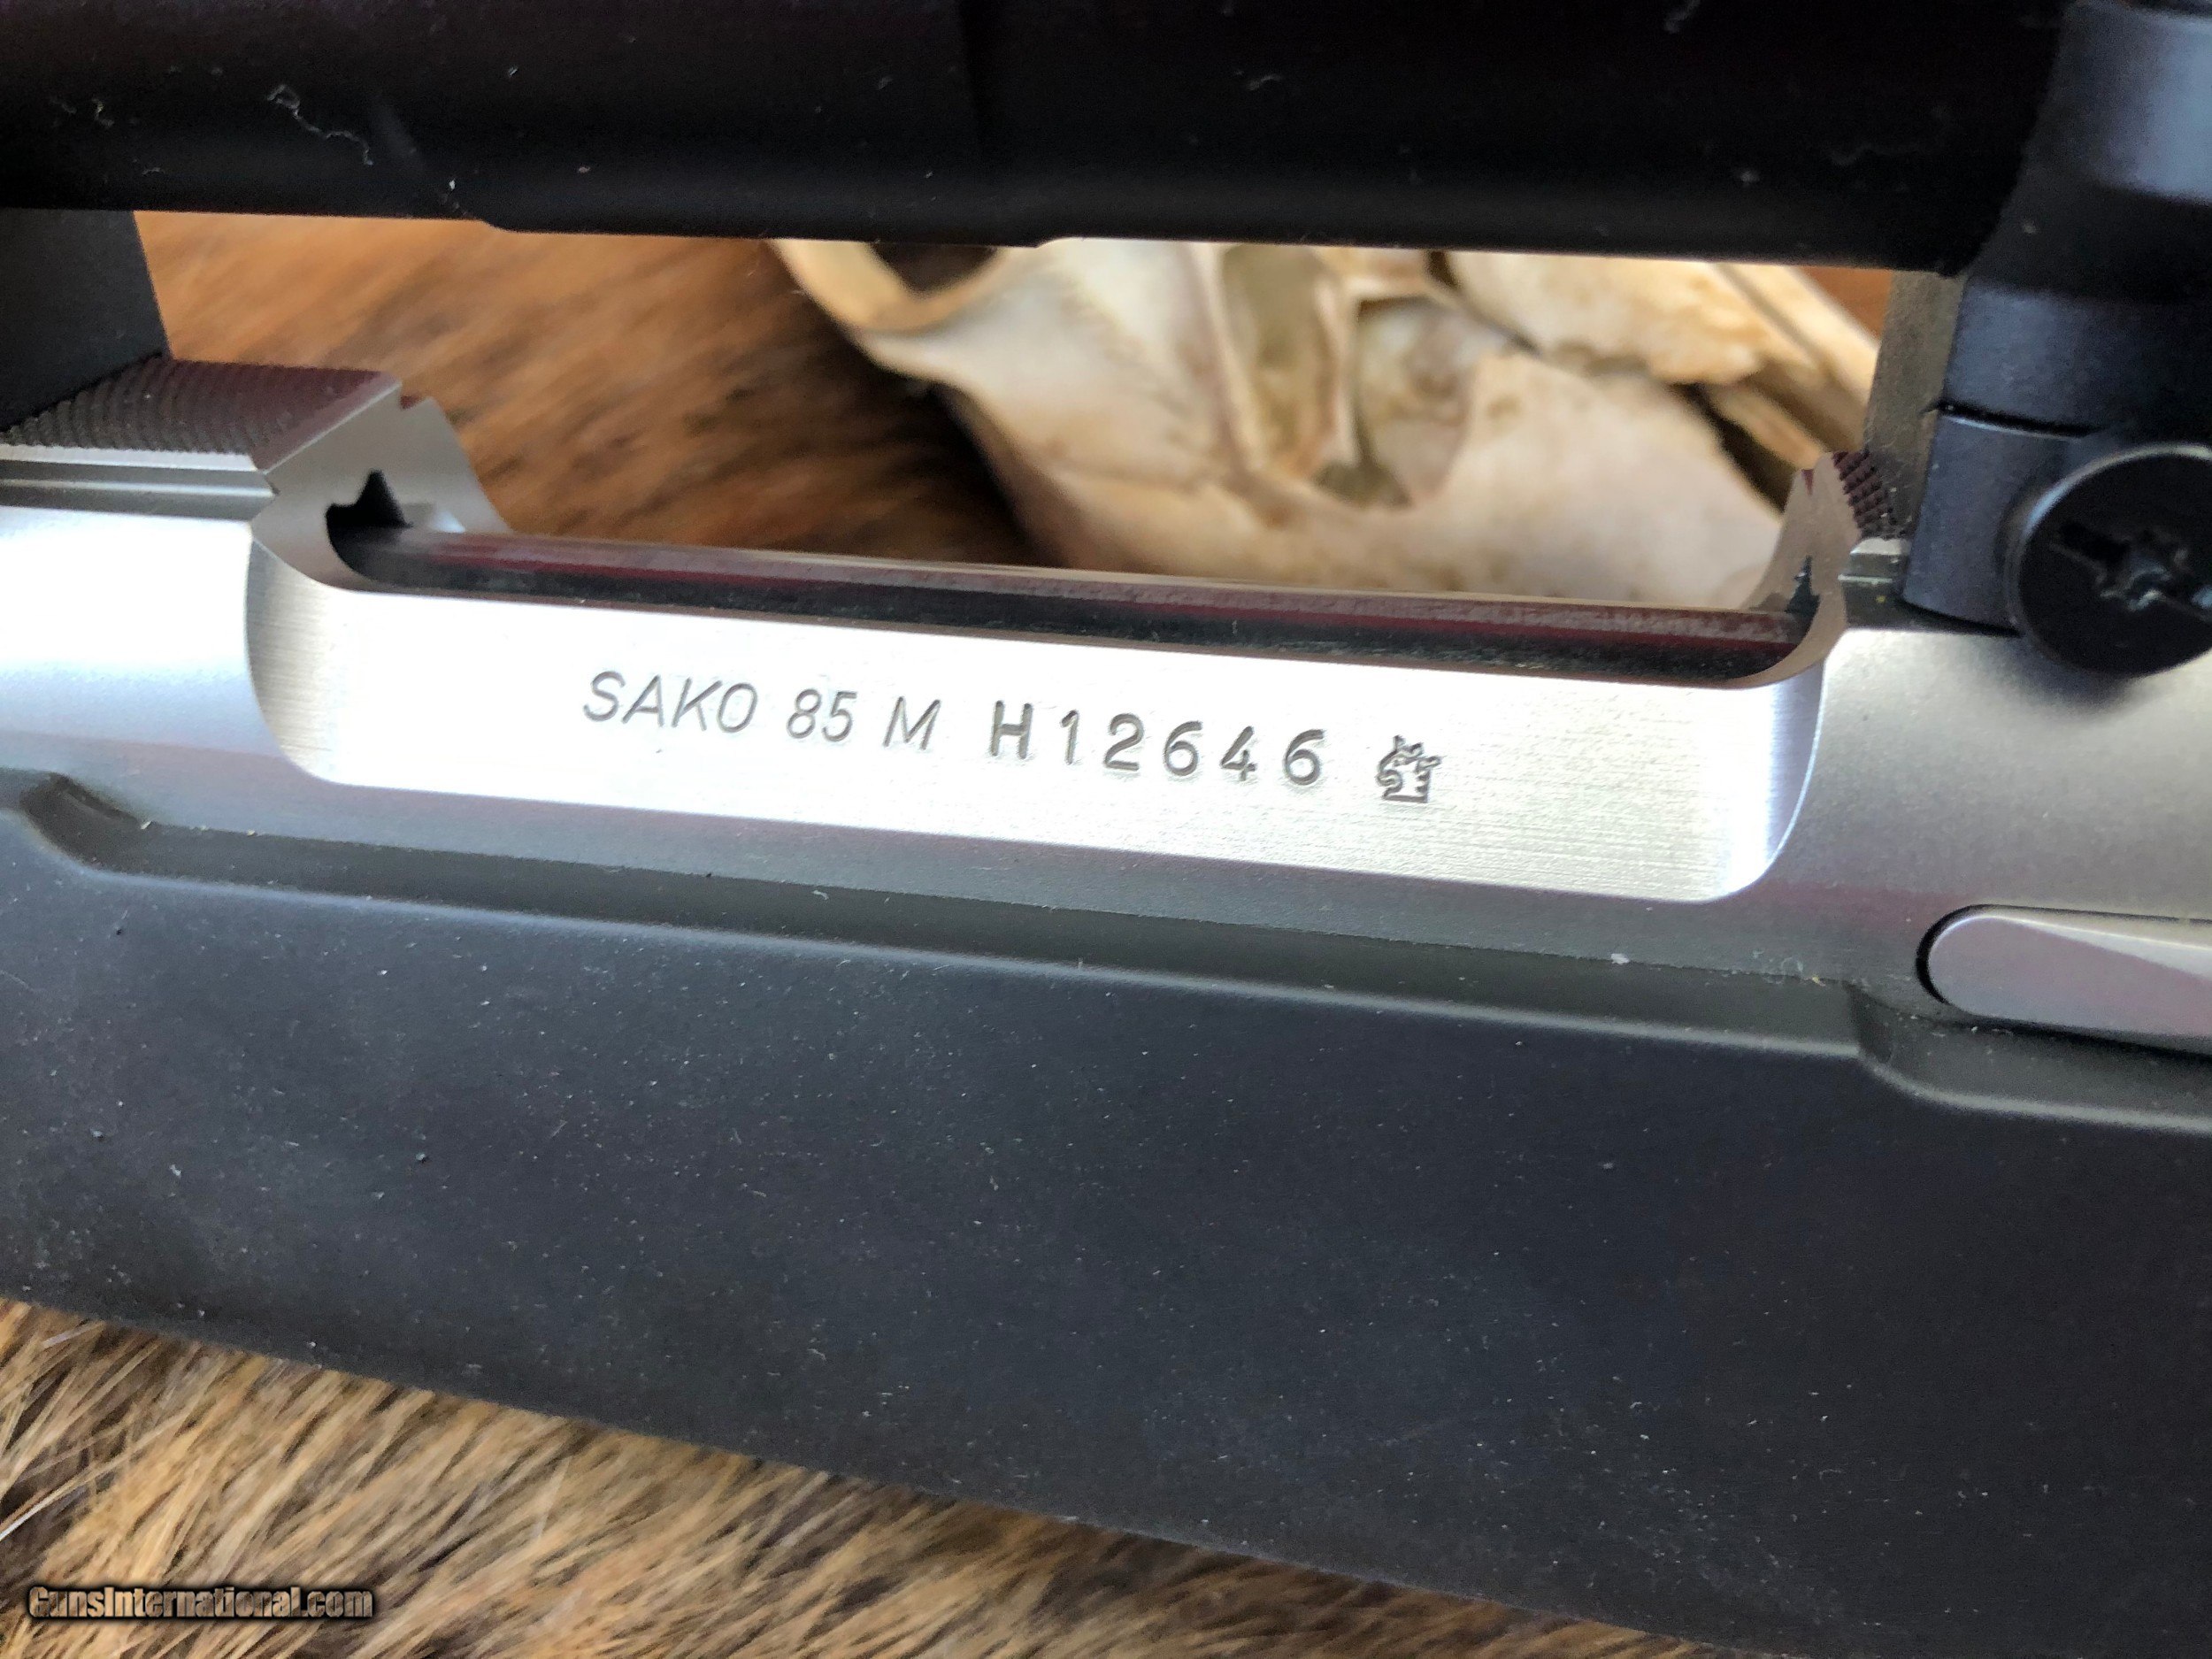 SAKO 85 M H12646
GunsInternational.com